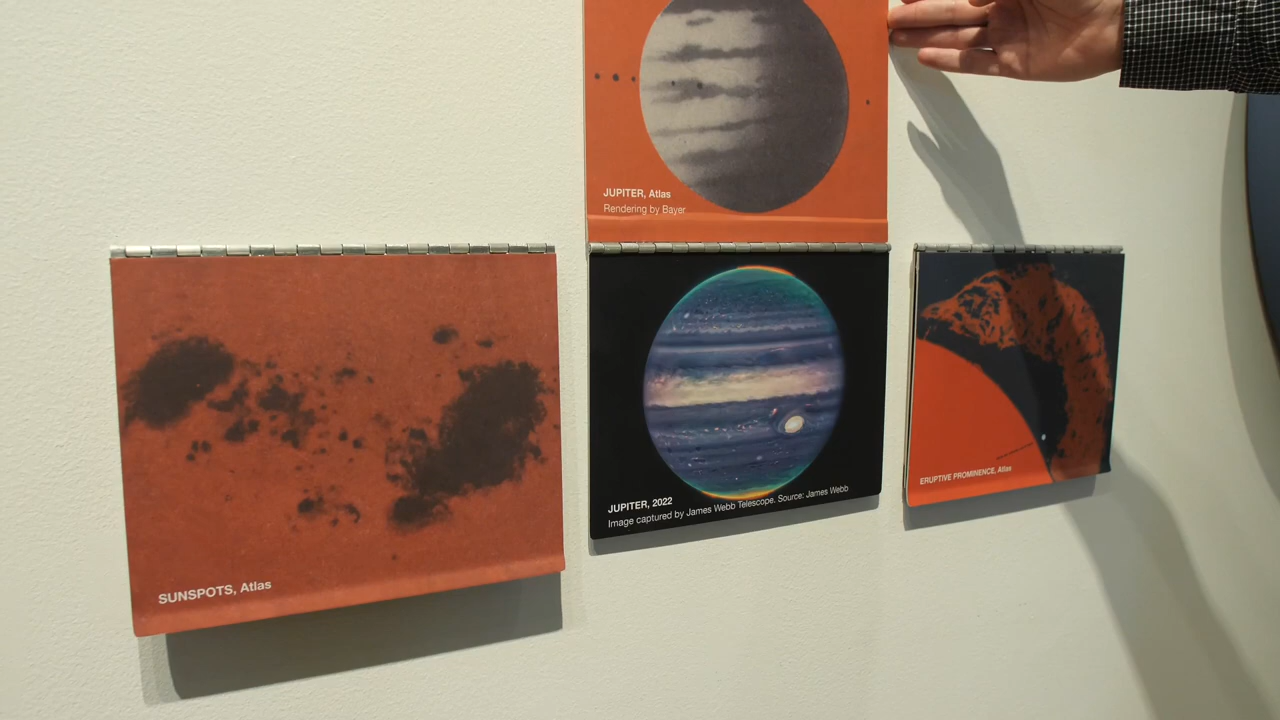 JUPITER, Atlas
Rendering by Bayer
SUNSPOTS, Atlas
JUPITER, 2022
Image captured by James Webb Telescope. Source: James Webb
ERUPTIVE PROMINENCE, Atlas